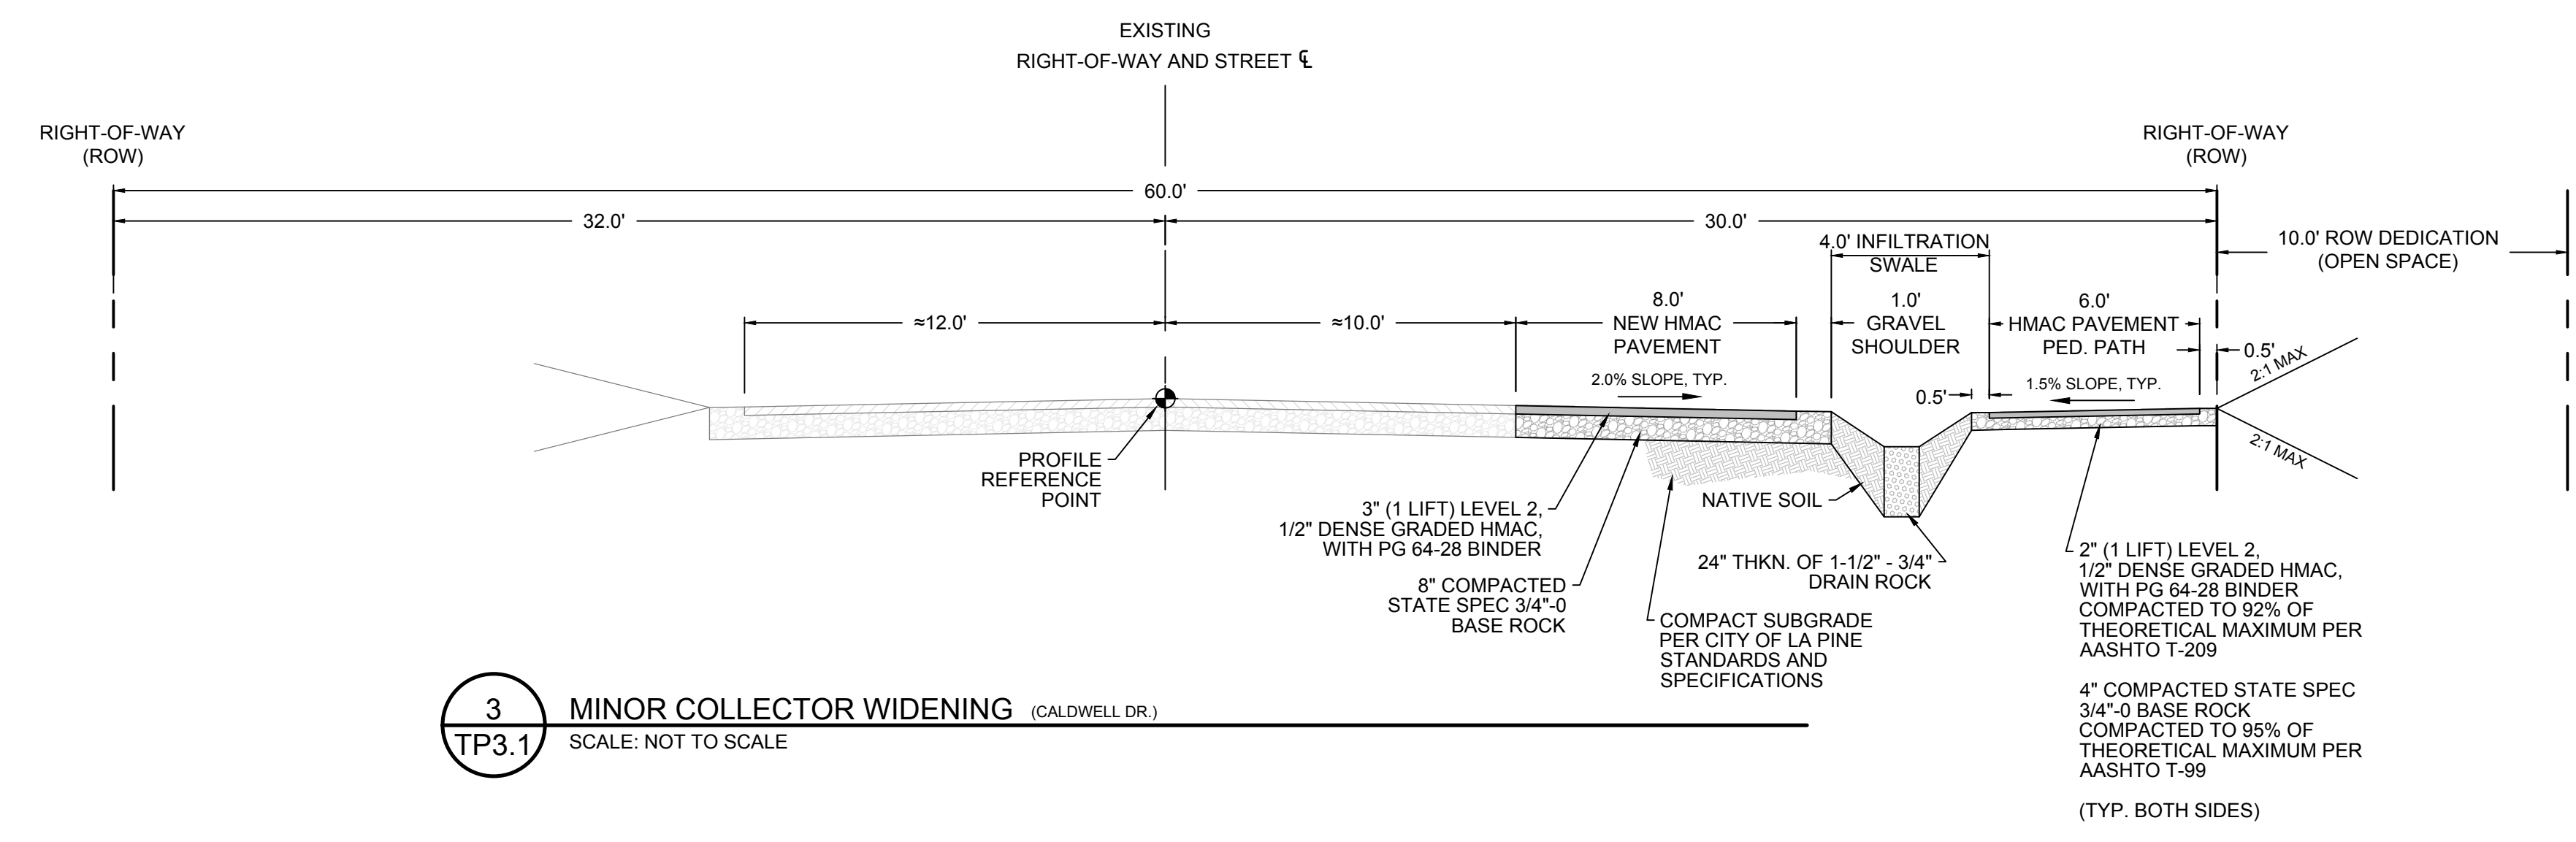 EXISTING
RIGHT-OF-WAY AND STREET ℄
RIGHT-OF-WAY
(ROW)
RIGHT-OF-WAY
(ROW)
60.0'
32.0'
30.0'
4.0' INFILTRATION
SWALE
10.0' ROW DEDICATION
(OPEN SPACE)
≈12.0'
≈10.0'
8.0'
NEW HMAC
PAVEMENT
1.0'
GRAVEL
SHOULDER
6.0'
HMAC PAVEMENT
PED. PATH
0.5'
2.0% SLOPE, TYP.
0.5'
1.5% SLOPE, TYP.
2:1 MAX
2:1 MAX
PROFILE
REFERENCE
POINT
3" (1 LIFT) LEVEL 2,
1/2" DENSE GRADED HMAC,
WITH PG 64-28 BINDER
8" COMPACTED
STATE SPEC 3/4"-0
BASE ROCK
NATIVE SOIL
24" THKN. OF 1-1/2" - 3/4"
DRAIN ROCK
COMPACT SUBGRADE
PER CITY OF LA PINE
STANDARDS AND
SPECIFICATIONS
2" (1 LIFT) LEVEL 2,
1/2" DENSE GRADED HMAC,
WITH PG 64-28 BINDER
COMPACTED TO 92% OF
THEORETICAL MAXIMUM PER
AASHTO T-209
4" COMPACTED STATE SPEC
3/4"-0 BASE ROCK
COMPACTED TO 95% OF
THEORETICAL MAXIMUM PER
AASHTO T-99
(TYP. BOTH SIDES)
3
TP3.1
MINOR COLLECTOR WIDENING (CALDWELL DR.)
SCALE: NOT TO SCALE